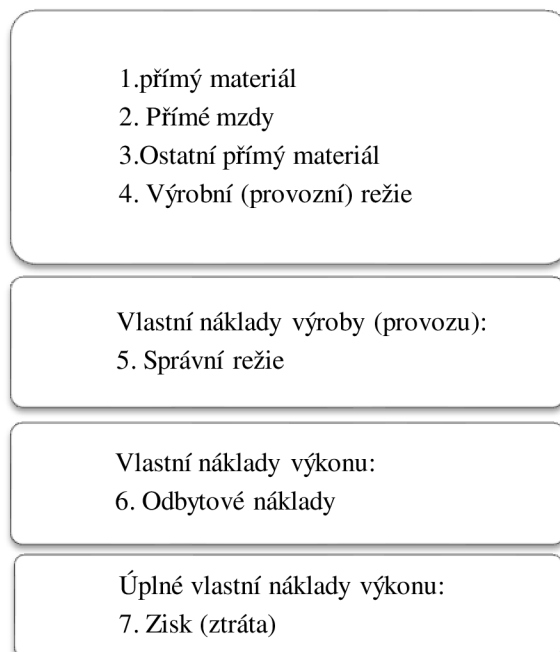 1.přímý materiál
2. Přímé mzdy
3.Ostatní přímý materiál
4. Výrobní (provozní) režie
Vlastní náklady výroby (provozu):
5. Správní režie
Vlastní náklady výkonu:
6. Odbytové náklady
Úplné vlastní náklady výkonu:
7. Zisk (ztráta)